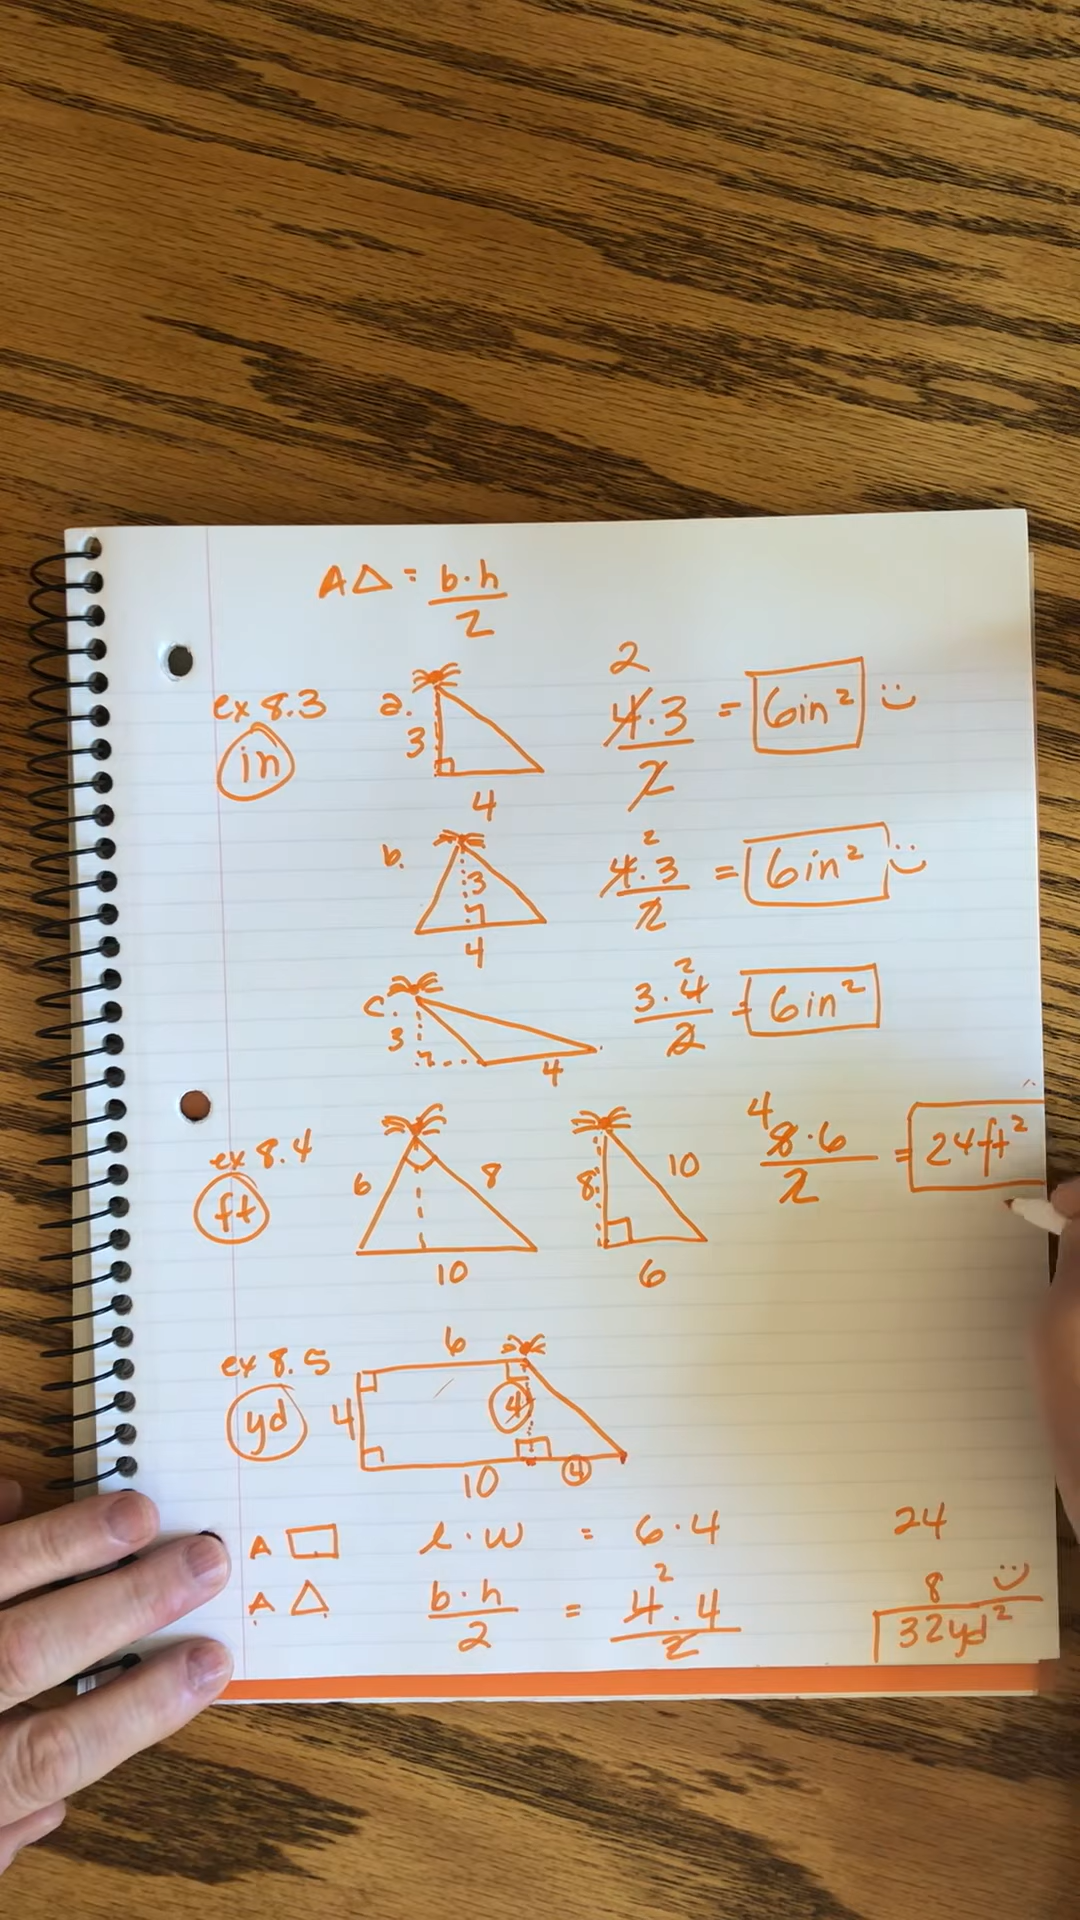 A△ = b·h
2
ex 8.3
in
a.
3
4
2
4·3 = 6in²
2
b.
3
4
2
4·3 = 6in²
2
c.
3
4
2
3·4 = 6in²
2
ex 8.4
ft
6 8
10
8 10
6
4
8·6 = 24ft²
2
ex 8.5
yd
6
4 4
10 4
A □ l·w = 6·4 24
A △ b·h = 4·4 8
2 2
2
32yd²